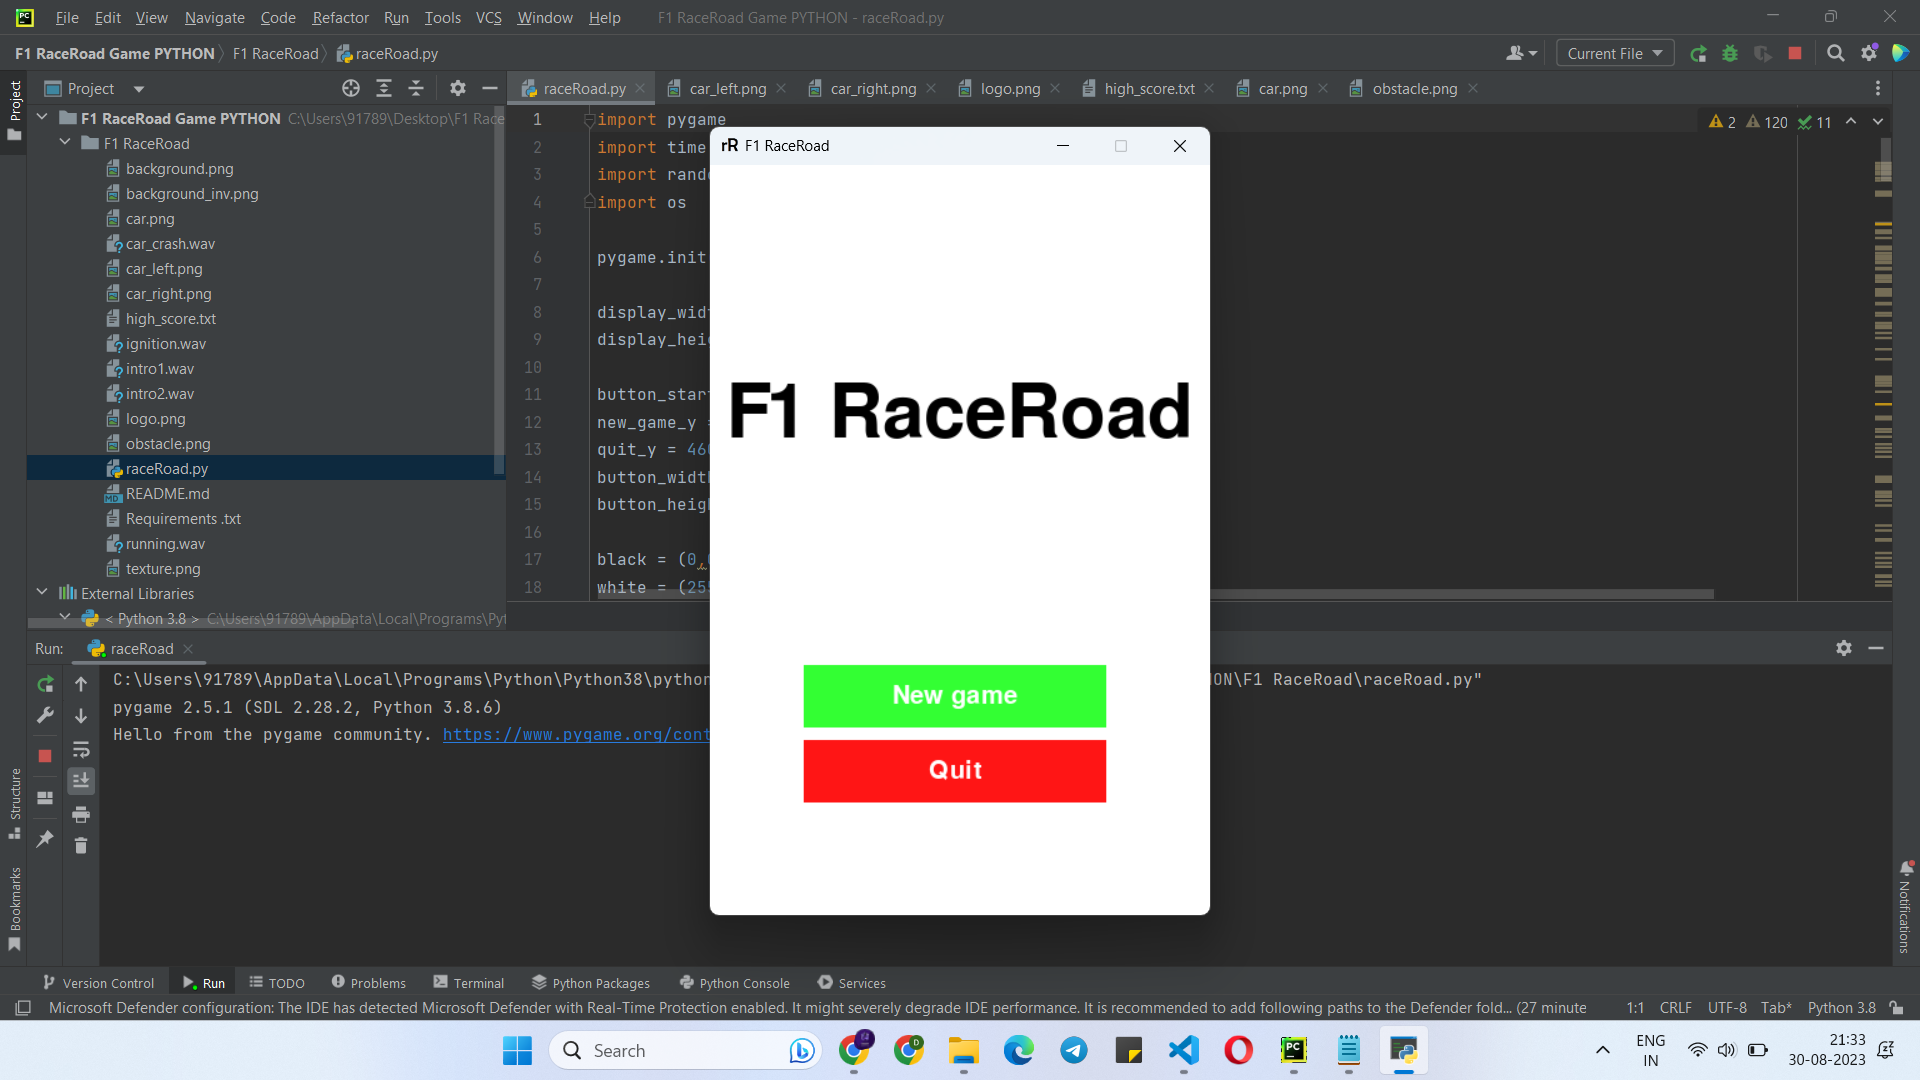 File Edit View Navigate Code Refactor Run Tools VCS Window Help F1 RaceRoad Game PYTHON - raceRoad.py
F1 RaceRoad Game PYTHON F1 RaceRoad raceRoad.py
Current File
Project
Project
raceRoad.py car_left.png car_right.png logo.png high_score.txt car.png obstacle.png
F1 RaceRoad Game PYTHON C:\Users\91789\Desktop\F1 Race
F1 RaceRoad
background.png
background_inv.png
car.png
car_crash.wav
car_left.png
car_right.png
high_score.txt
ignition.wav
intro1.wav
intro2.wav
logo.png
obstacle.png
raceRoad.py
README.md
Requirements .txt
running.wav
texture.png
External Libraries
< Python 3.8 > C:\Users\91789\AppData\Local\Programs\Pyt
2 120 11
1 import pygame
2 import time
3 import rand
4 import os
5
6 pygame.init
7
8 display_widt
9 display_hei
10
11 button_start
12 new_game_y =
13 quit_y = 460
14 button_width
15 button_heigh
16
17 black = (0,
18 white = (255
rR F1 RaceRoad
F1 RaceRoad
New game
Quit
Run: raceRoad
C:\Users\91789\AppData\Local\Programs\Python\Python38\python ON\F1 RaceRoad\raceRoad.py"
pygame 2.5.1 (SDL 2.28.2, Python 3.8.6)
Hello from the pygame community. https://www.pygame.org/cont
Structure
Bookmarks
Notifications
Version Control Run TODO Problems Terminal Python Packages Python Console Services
Microsoft Defender configuration: The IDE has detected Microsoft Defender with Real-Time Protection enabled. It might severely degrade IDE performance. It is recommended to add following paths to the Defender fold... (27 minute 1:1 CRLF UTF-8 Tab* Python 3.8
Search
ENG
IN
21:33
30-08-2023